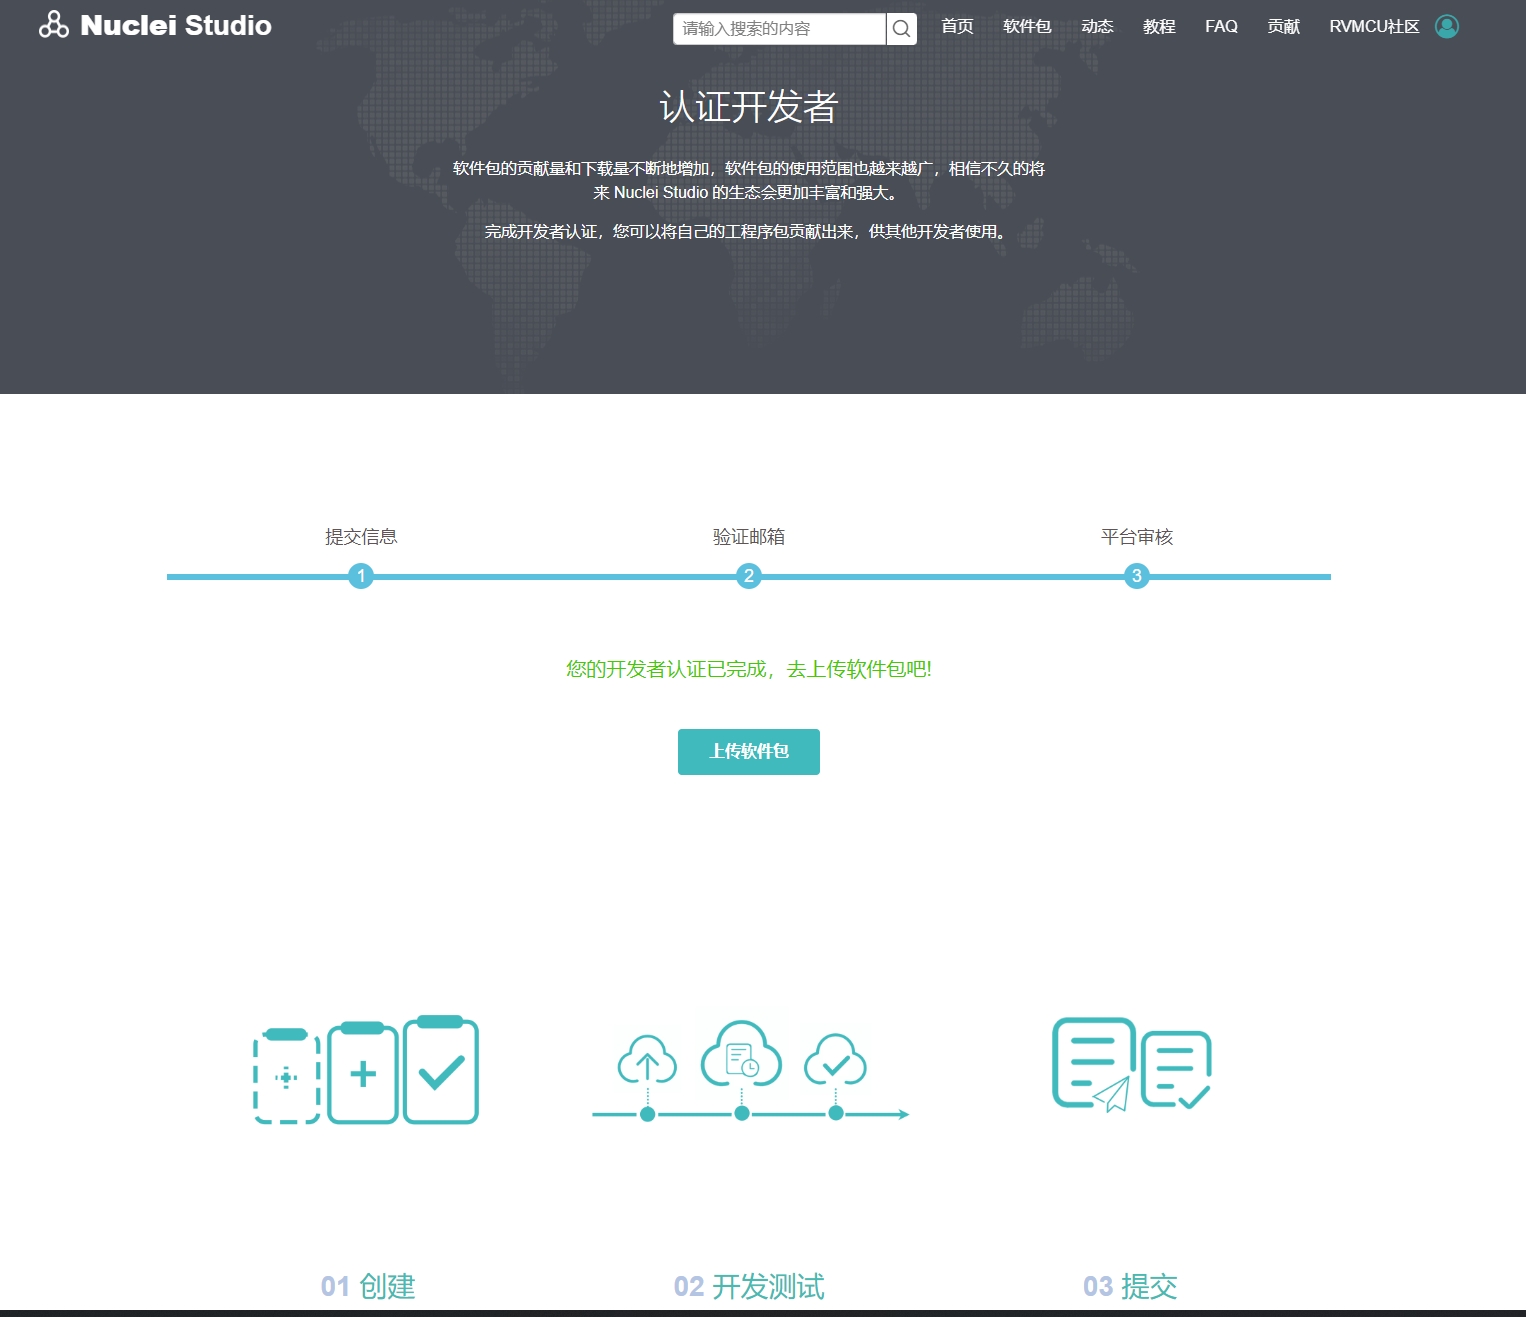 Nuclei Studio
请输入搜索的内容
首页 软件包 动态 教程 FAQ 贡献 RVMCU社区
认证开发者
软件包的贡献量和下载量不断地增加，软件包的使用范围也越来越广，相信不久的将
来 Nuclei Studio 的生态会更加丰富和强大。
完成开发者认证，您可以将自己的工程序包贡献出来，供其他开发者使用。
提交信息 验证邮箱 平台审核
1 2 3
您的开发者认证已完成，去上传软件包吧!
上传软件包
01 创建 02 开发测试 03 提交